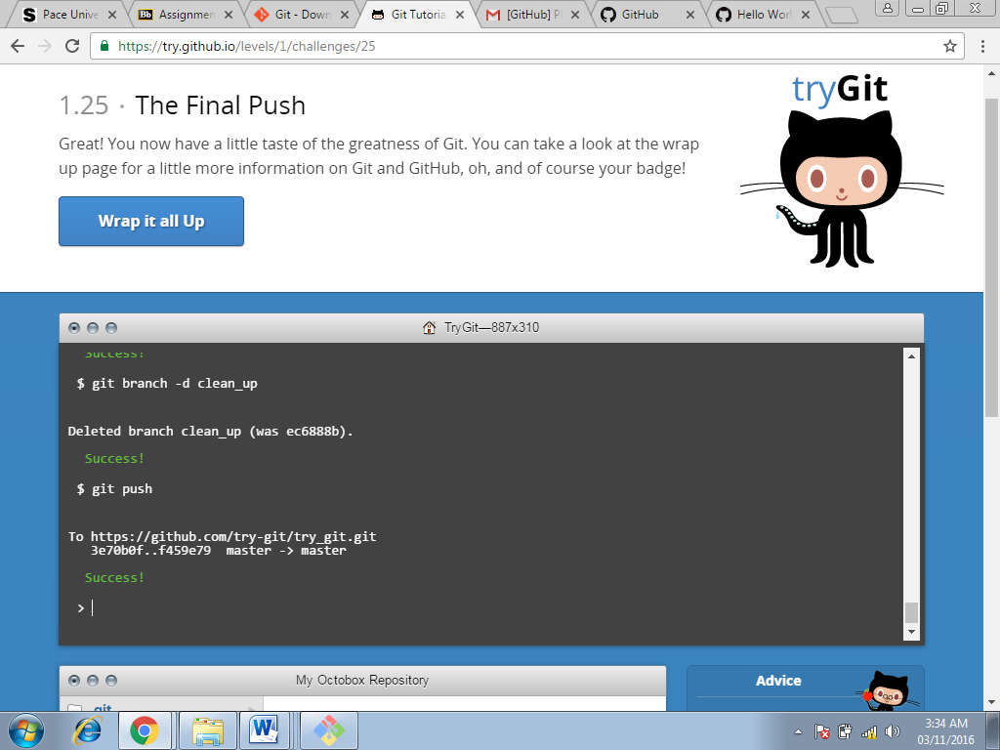 Pace Unive
Assignmen
Git - Down
Git Tutoria
[GitHub] Pl
GitHub
Hello Worl
https://try.github.io/levels/1/challenges/25
tryGit
1.25 · The Final Push
Great! You now have a little taste of the greatness of Git. You can take a look at the wrap
up page for a little more information on Git and GitHub, oh, and of course your badge!
Wrap it all Up
TryGit—887x310
Success!
$ git branch -d clean_up
Deleted branch clean_up (was ec6888b).
Success!
$ git push
To https://github.com/try-git/try_git.git
3e70b0f..f459e79 master -> master
Success!
>
My Octobox Repository
Advice
.git
3:34 AM
03/11/2016